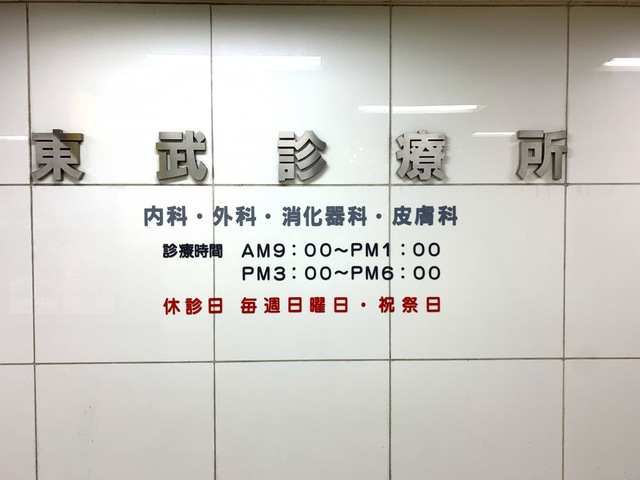 東武診療所
内科・外科・消化器科・皮膚科
診療時間 AM9：00～PM1：00
PM3：00～PM6：00
休診日 毎週日曜日・祝祭日